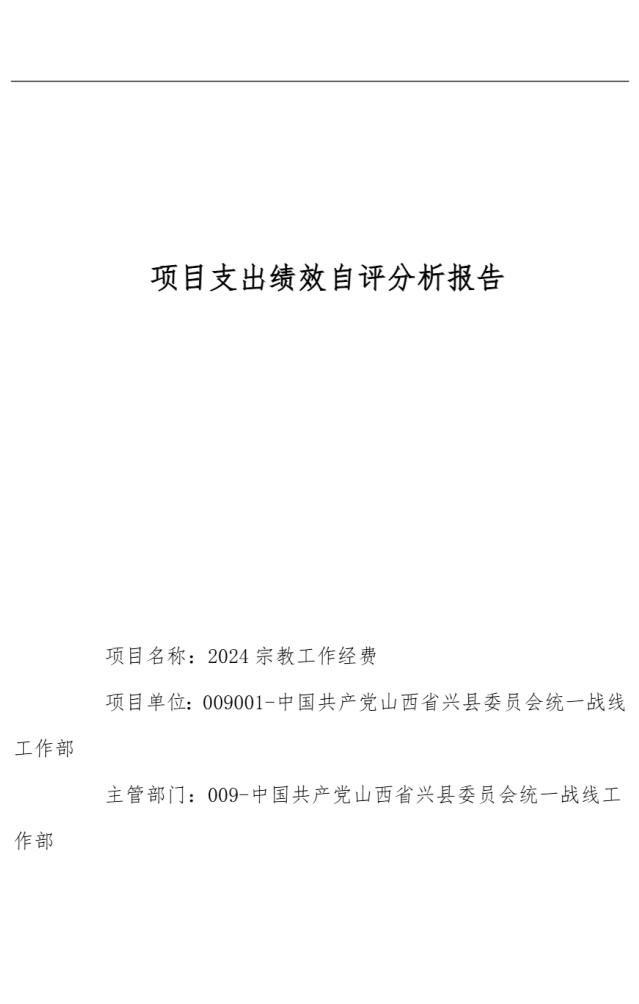 项目支出绩效自评分析报告
项目名称：2024 宗教工作经费
项目单位：009001-中国共产党山西省兴县委员会统一战线
工作部
主管部门：009-中国共产党山西省兴县委员会统一战线工
作部